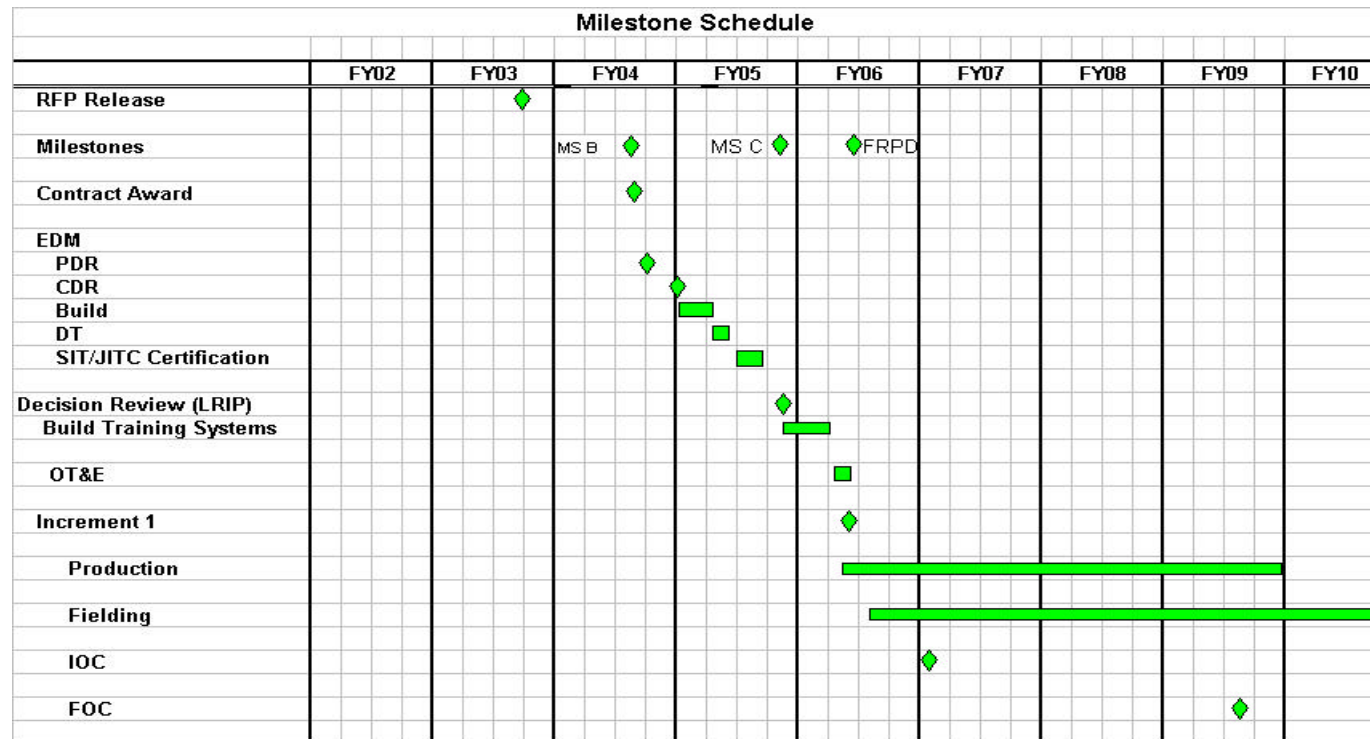 Milestone Schedule
FY02 FY03 FY04 FY05 FY06 FY07 FY08 FY09 FY10
RFP Release
Milestones MS B MS C FRPD
Contract Award
EDM
PDR
CDR
Build
DT
SIT/JITC Certification
Decision Review (LRIP)
Build Training Systems
OT&E
Increment 1
Production
Fielding
IOC
FOC